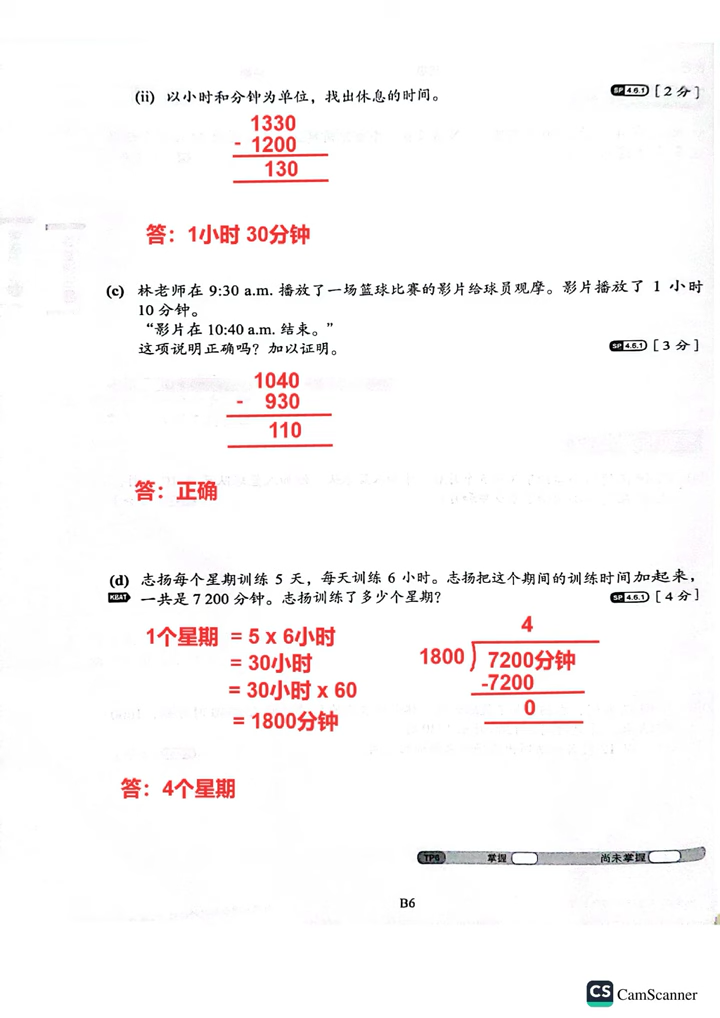 (ii) 以小时和分钟为单位，找出休息的时间。 SP 4.6.1 [2 分]
1330
- 1200
130
答：1小时 30分钟
(c) 林老师在 9:30 a.m. 播放了一场篮球比赛的影片给球员观摩。影片播放了 1 小时
10 分钟。
“影片在 10:40 a.m. 结束。”
这项说明正确吗？加以证明。 SP 4.6.1 [3 分]
1040
- 930
110
答：正确
(d) 志扬每个星期训练 5 天，每天训练 6 小时。志扬把这个期间的训练时间加起来，
KBAT 一共是 7 200 分钟。志扬训练了多少个星期？ SP 4.6.1 [4 分]
1个星期 = 5 x 6小时
= 30小时
= 30小时 x 60
= 1800分钟
4
1800 ) 7200分钟
-7200
0
答：4个星期
TP6 掌握 尚未掌握
B6
CS CamScanner